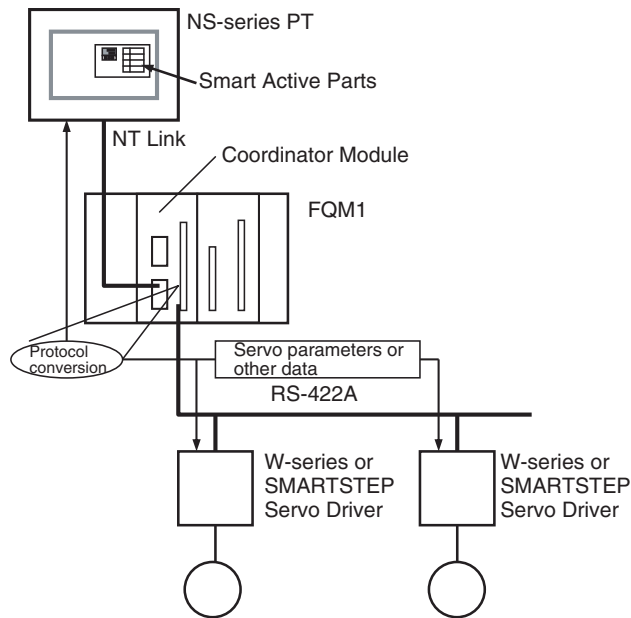 NS-series PT
Smart Active Parts
NT Link
Coordinator Module
FQM1
Protocol
conversion
Servo parameters or
other data
RS-422A
W-series or
SMARTSTEP
Servo Driver
W-series or
SMARTSTEP
Servo Driver